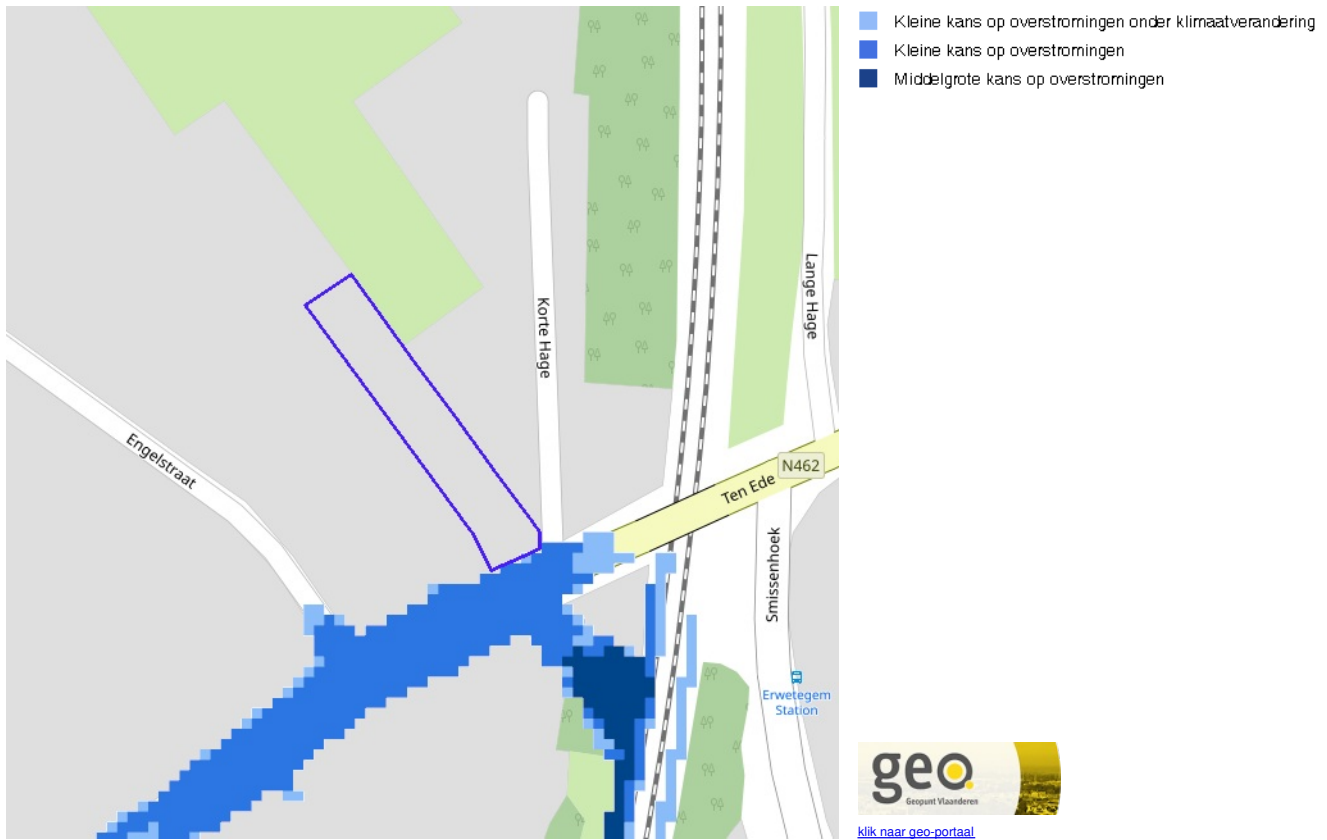 Kleine kans op overstromingen onder klimaatverandering
Kleine kans op overstromingen
Middelgrote kans op overstromingen
Lange Hage
Korte Hage
Engelstraat
N462
Ten Ede
Smissenhoek
Erwetegem
Station
geo.
Geopunt Vlaanderen
klik naar geo-portaal